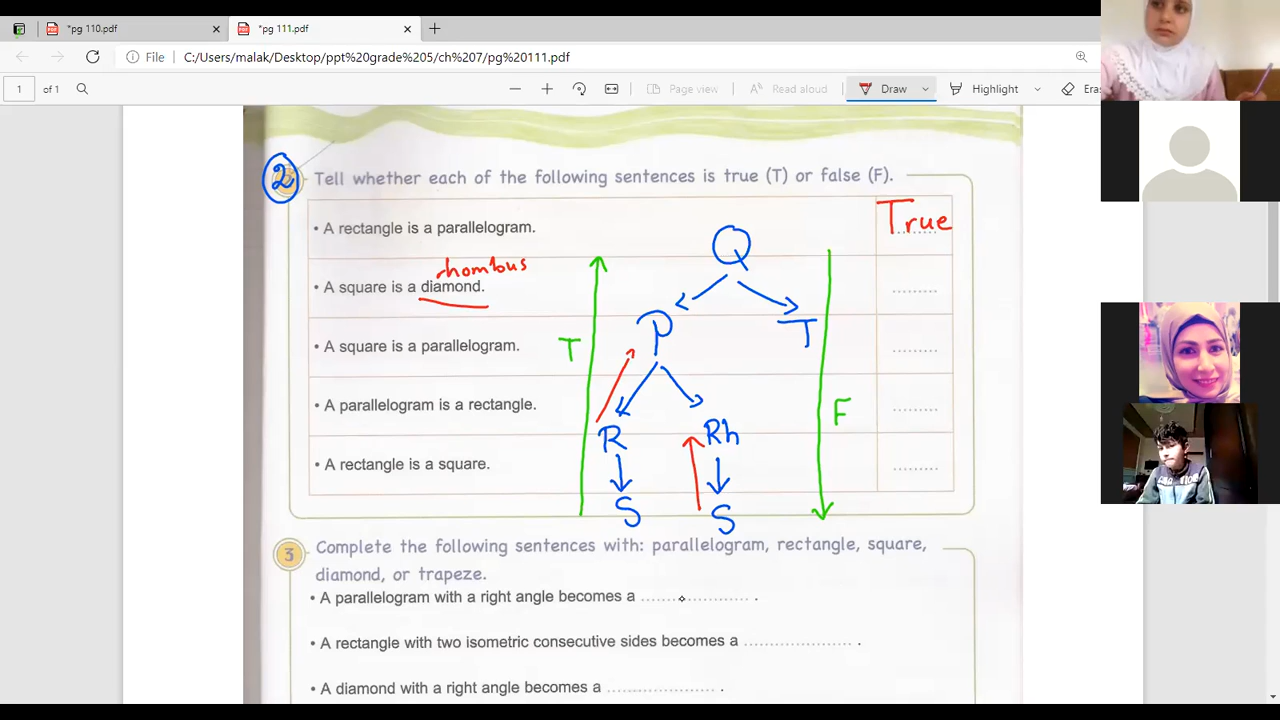 *pg 110.pdf
*pg 111.pdf
File C:/Users/malak/Desktop/ppt%20grade%205/ch%207/pg%20111.pdf
1 of 1
Page view
Read aloud
Draw
Highlight
Eras
2 Tell whether each of the following sentences is true (T) or false (F).
• A rectangle is a parallelogram. ........
True
rhombus
• A square is a diamond. ........
• A square is a parallelogram. ........
• A parallelogram is a rectangle. ........
• A rectangle is a square. ........
Q
P T
R Rh
S S
T
F
3 Complete the following sentences with: parallelogram, rectangle, square,
diamond, or trapeze.
• A parallelogram with a right angle becomes a .................... .
• A rectangle with two isometric consecutive sides becomes a .................... .
• A diamond with a right angle becomes a .................... .